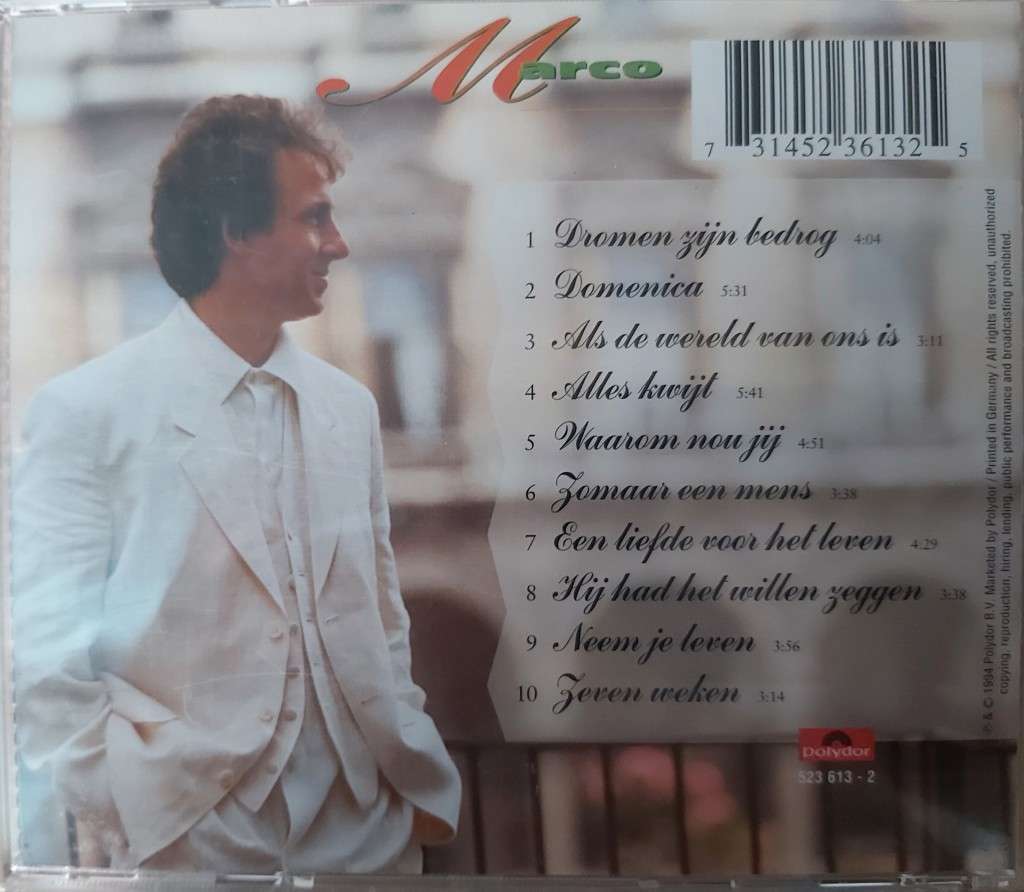 Marco
7 31452 36132 5
1 Dromen zijn bedrog 4:04
2 Domenica 5:31
3 Als de wereld van ons is 3:11
4 Alles kwijt 5:41
5 Waarom nou jij 4:51
6 Zomaar een mens 3:38
7 Een liefde voor het leven 4:29
8 Hij had het willen zeggen 3:38
9 Neem je leven 3:56
10 Zeven weken 3:14
polydor
523 613 - 2
℗ & © 1994 Polydor B.V. Marketed by Polydor / Printed in Germany / All rights reserved, unauthorized
copying, reproduction, hiring, lending, public performance and broadcasting prohibited.